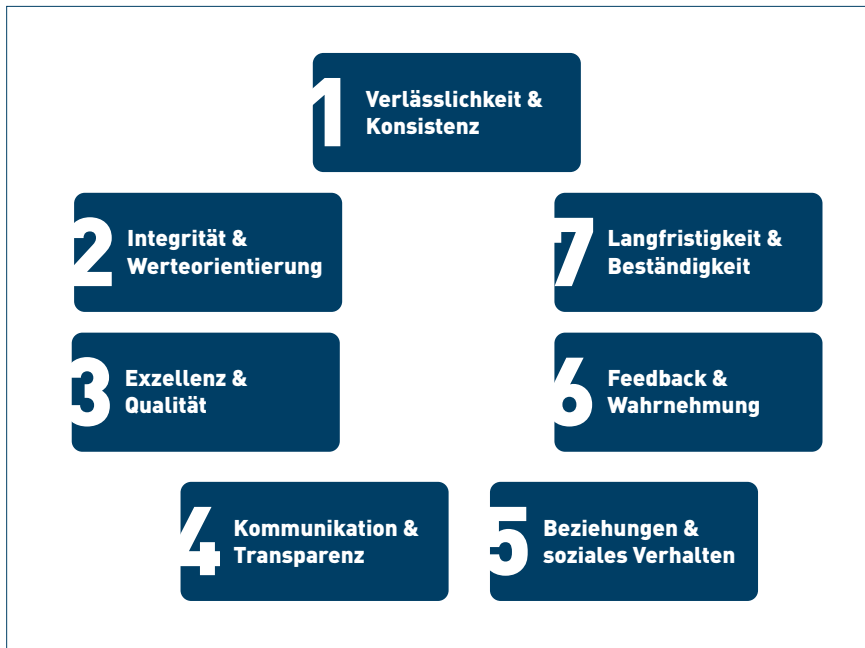 1
Verlässlichkeit &
Konsistenz
2
Integrität &
Werteorientierung
3
Exzellenz &
Qualität
4
Kommunikation &
Transparenz
5
Beziehungen &
soziales Verhalten
6
Feedback &
Wahrnehmung
7
Langfristigkeit &
Beständigkeit